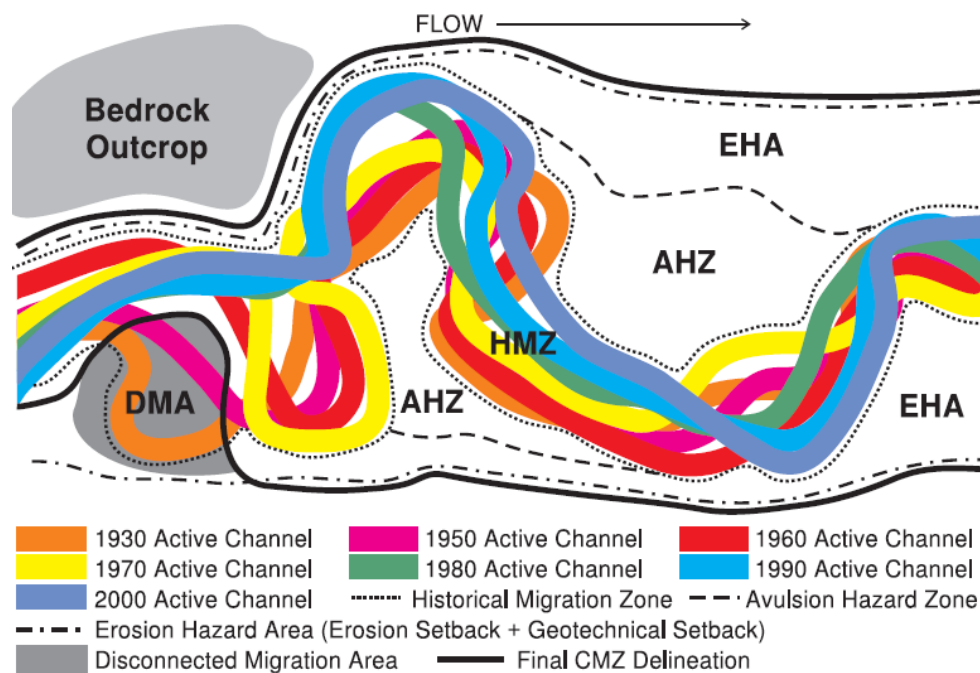 FLOW
Bedrock
Outcrop
EHA
AHZ
HMZ
DMA
AHZ
EHA
1930 Active Channel
1950 Active Channel
1960 Active Channel
1970 Active Channel
1980 Active Channel
1990 Active Channel
2000 Active Channel
Historical Migration Zone
Avulsion Hazard Zone
Erosion Hazard Area (Erosion Setback + Geotechnical Setback)
Disconnected Migration Area
Final CMZ Delineation